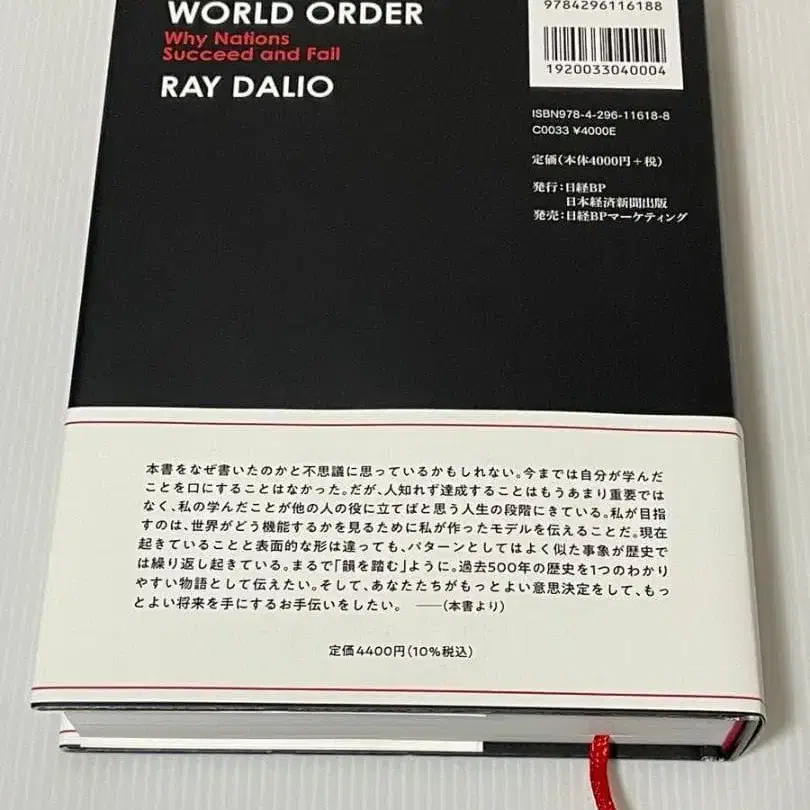 WORLD ORDER
Why Nations
Succeed and Fail
RAY DALIO
9784296116188
1920033040004
ISBN978-4-296-11618-8
C0033 ¥4000E
定価(本体4000円+税)
発行:日経BP
日本経済新聞出版
発売:日経BPマーケティング
本書をなぜ書いたのかと不思議に思っているかもしれない。今までは自分が学んだ
ことを口にすることはなかった。だが、人知れず達成することはもうあまり重要では
なく、私の学んだことが他の人の役に立てばと思う人生の段階にきている。私が目指
すのは、世界がどう機能するかを見るために私が作ったモデルを伝えることだ。現在
起きていることと表面的な形は違っても、パターンとしてはよく似た事象が歴史で
は繰り返し起きている。まるで「韻を踏む」ように。過去500年の歴史を1つのわかり
やすい物語として伝えたい。そして、あなたたちがもっとよい意思決定をして、もっ
とよい将来を手にするお手伝いをしたい。 ――(本書より)
定価4400円(10%税込)